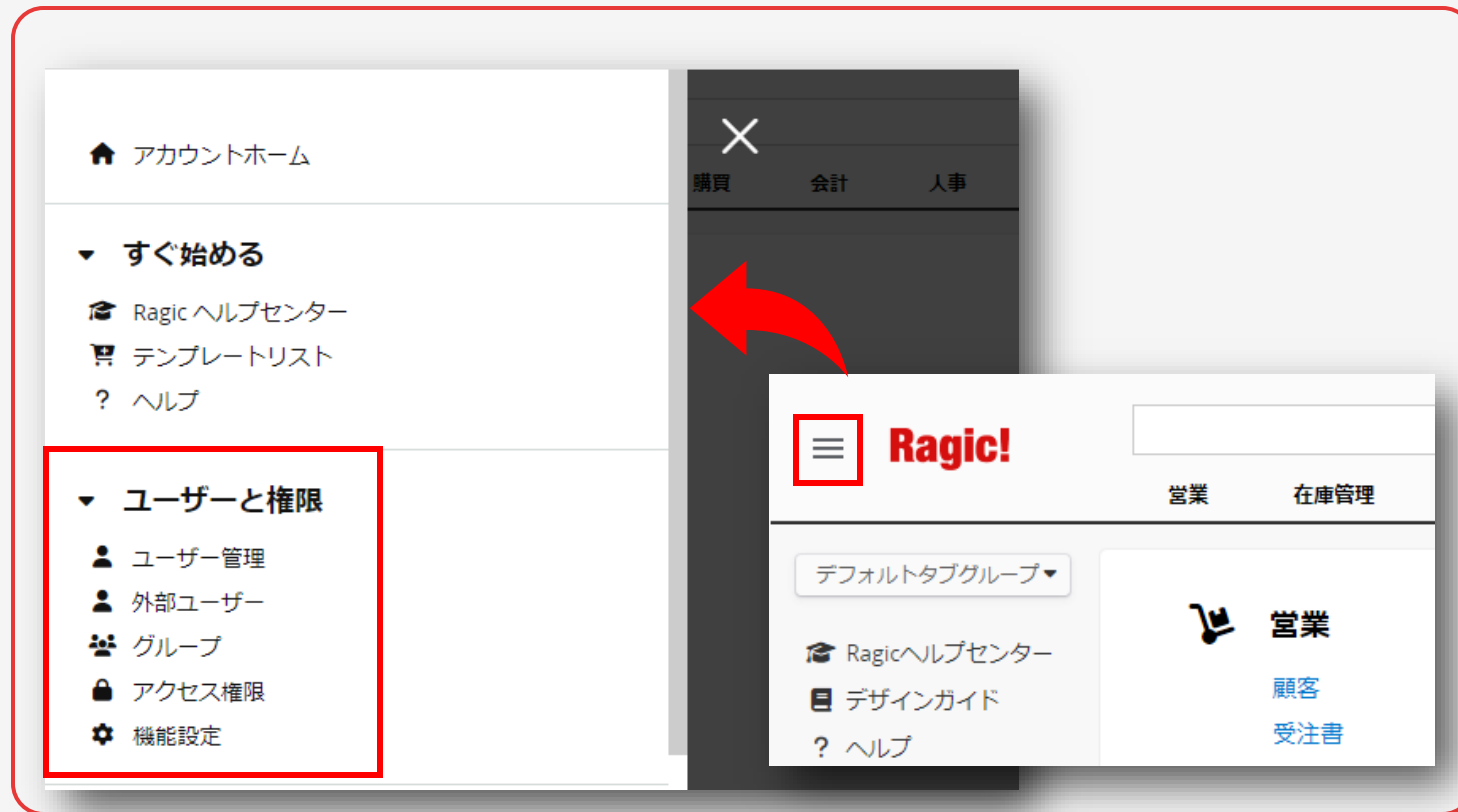 アカウントホーム
すぐ始める
Ragic ヘルプセンター
テンプレートリスト
? ヘルプ
ユーザーと権限
ユーザー管理
外部ユーザー
グループ
アクセス権限
機能設定
購買 会計 人事
Ragic!
営業 在庫管理
デフォルトタブグループ
Ragicヘルプセンター
デザインガイド
? ヘルプ
営業
顧客
受注書